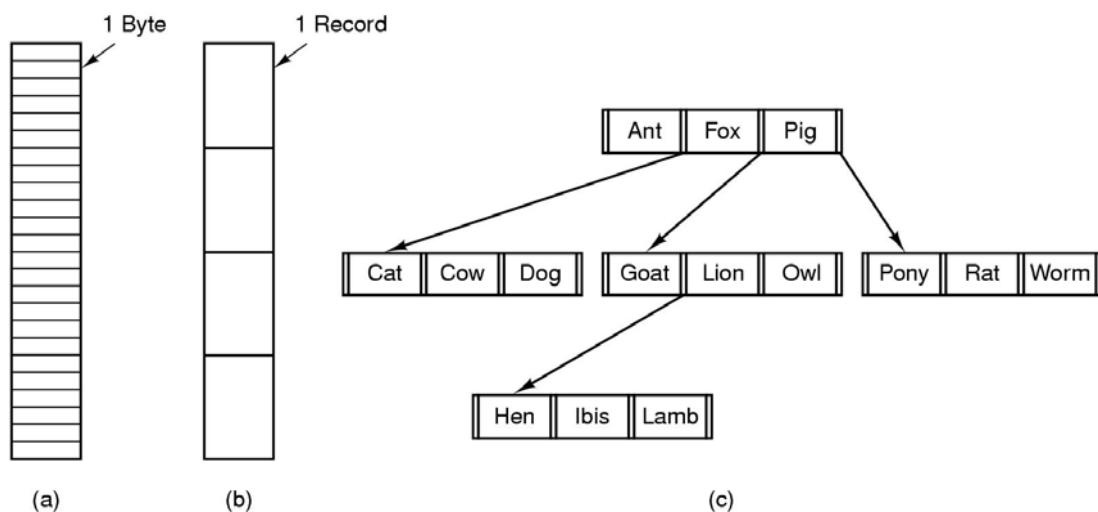 1 Byte
1 Record
Ant Fox Pig
Cat Cow Dog
Goat Lion Owl
Pony Rat Worm
Hen Ibis Lamb
(a)
(b)
(c)